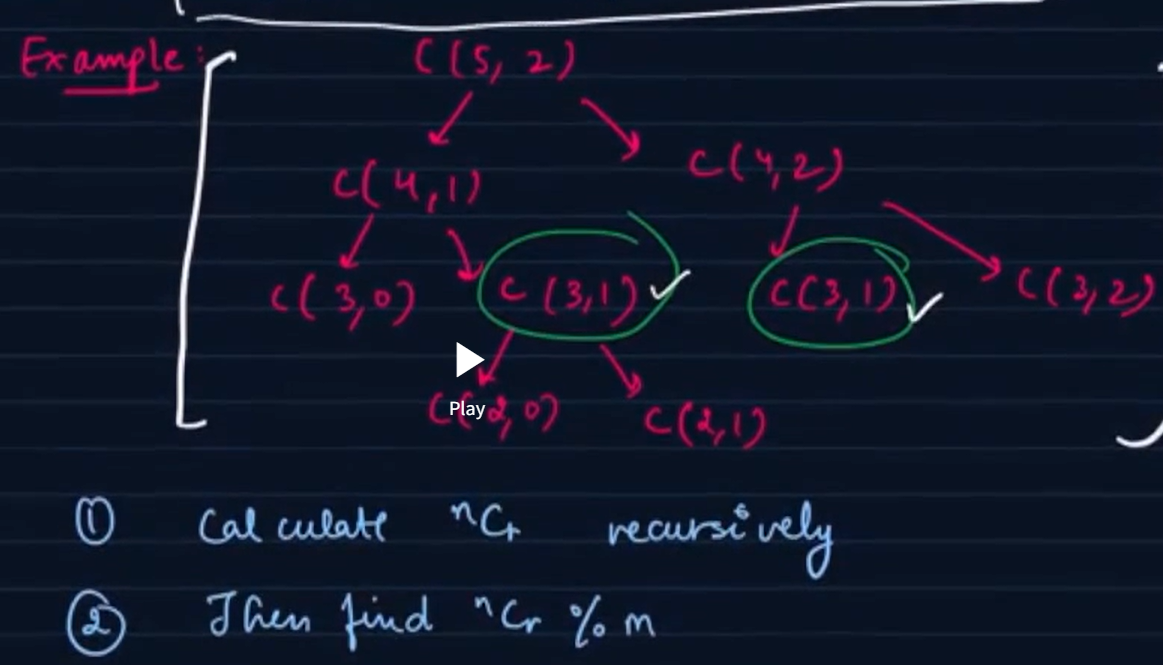 Example:
C(5, 2)
C(4,1) C(4,2)
C(3,0) C(3,1) C(3,1) C(3,2)
Play
C(2,0) C(2,1)
① Calculate ⁿCᵣ recursively
② Then find ⁿCᵣ % m